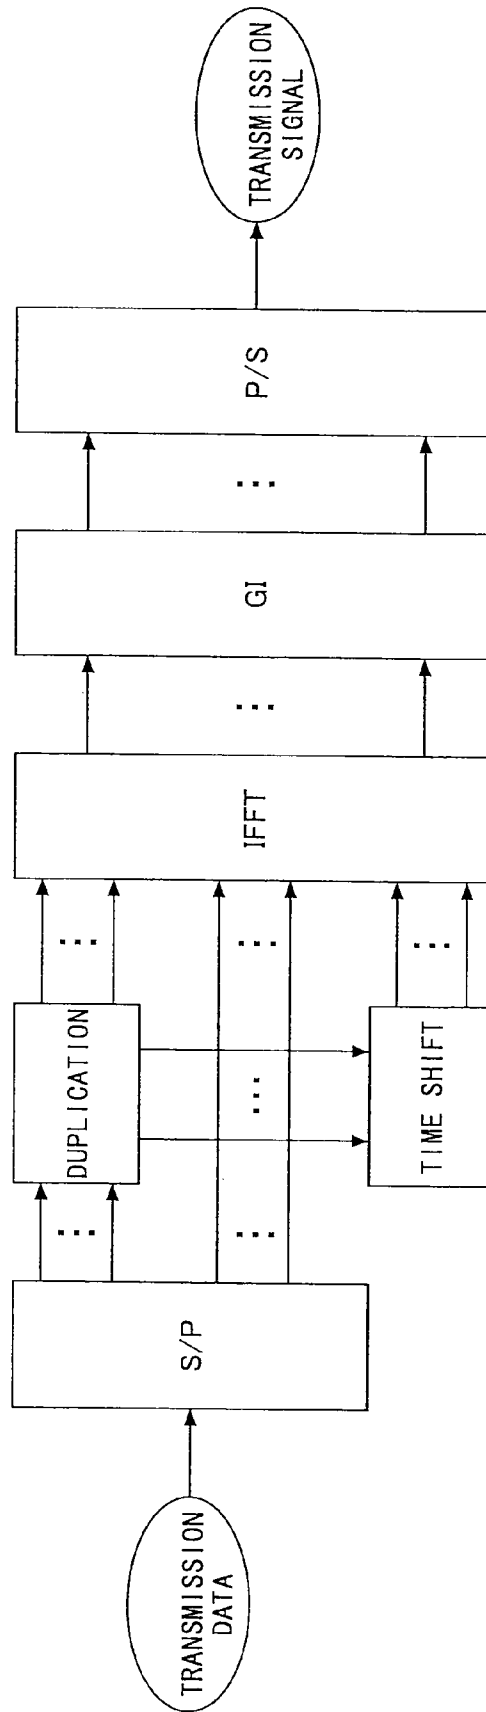 TRANSMISSION
DATA
S/P
DUPLICATION
TIME SHIFT
IFFT
GI
P/S
TRANSMISSION
SIGNAL